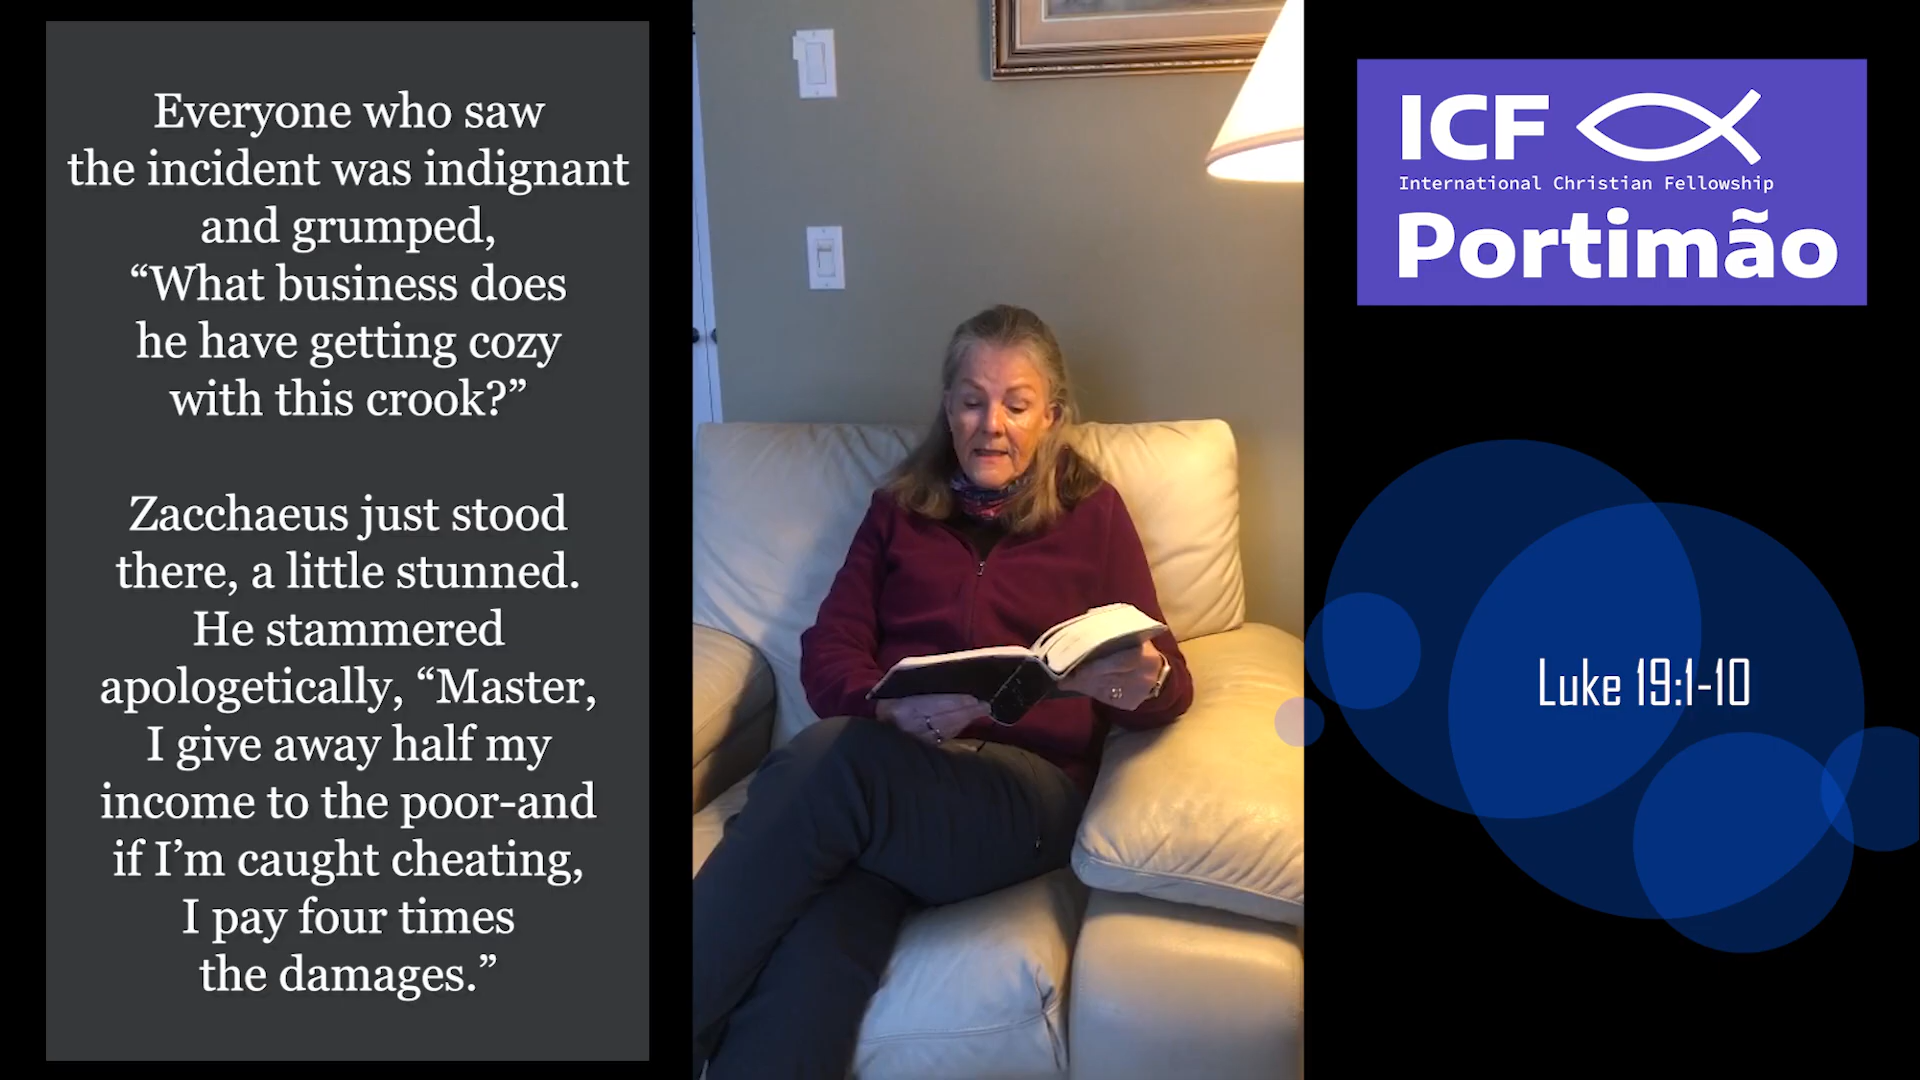 Everyone who saw
the incident was indignant
and grumped,
“What business does
he have getting cozy
with this crook?”
Zacchaeus just stood
there, a little stunned.
He stammered
apologetically, “Master,
I give away half my
income to the poor-and
if I’m caught cheating,
I pay four times
the damages.”
ICF
International Christian Fellowship
Portimão
Luke 19:1-10